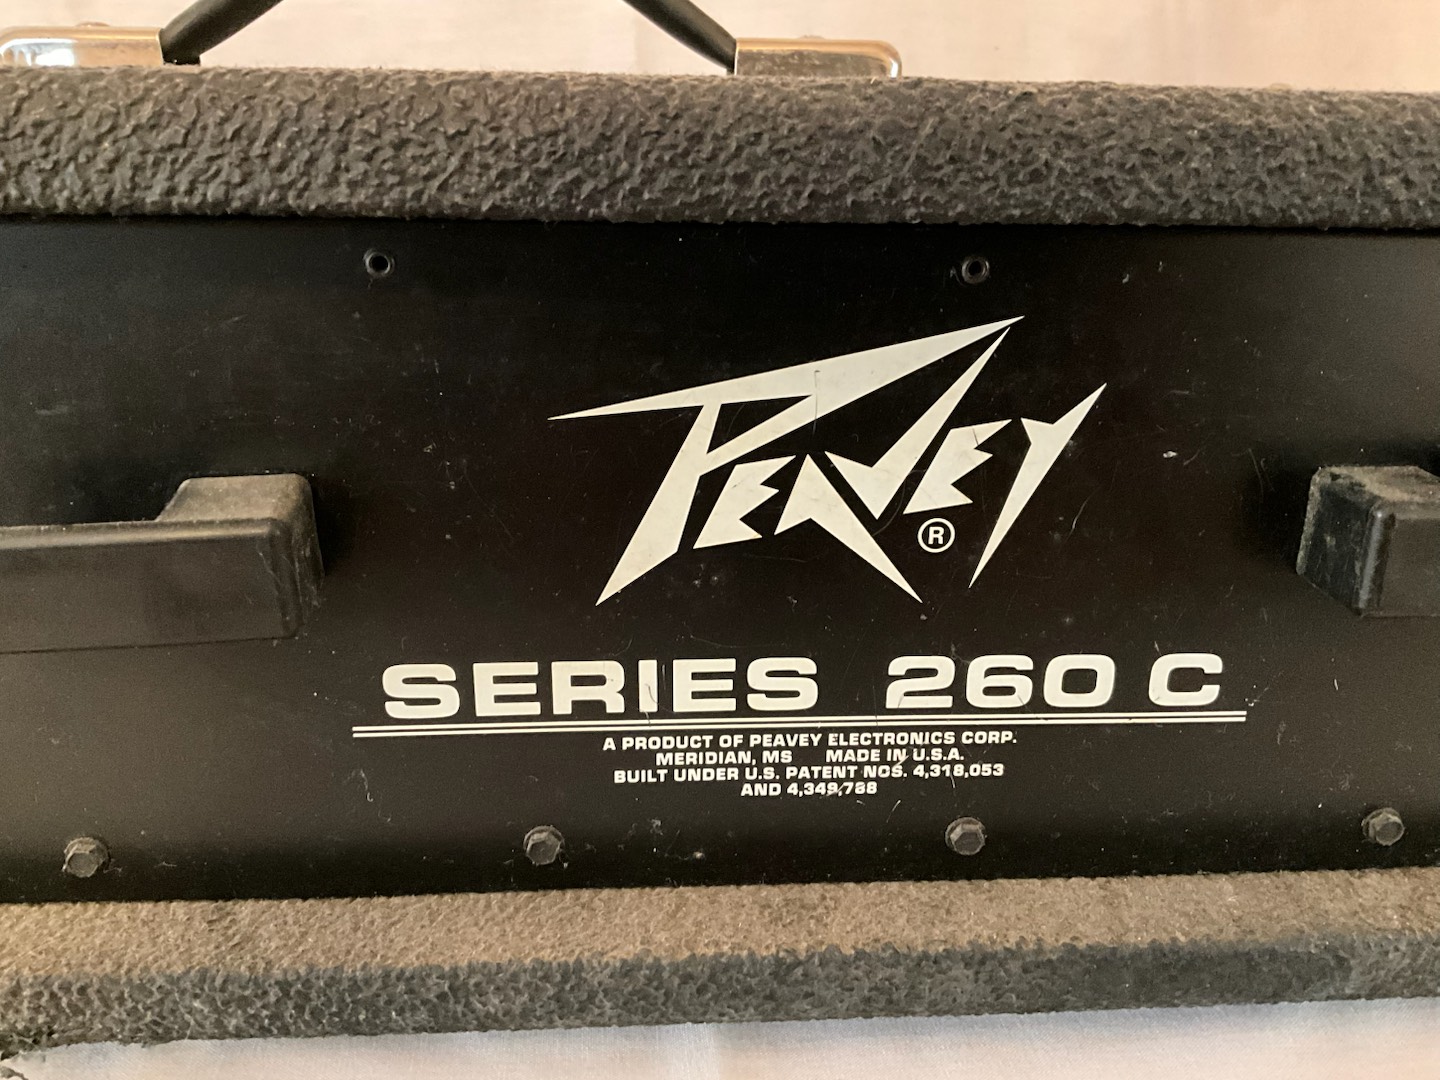 PEAVEY
®
SERIES 260 C
A PRODUCT OF PEAVEY ELECTRONICS CORP.
MERIDIAN, MS MADE IN U.S.A.
BUILT UNDER U.S. PATENT NOS. 4,318,053
AND 4,349,788